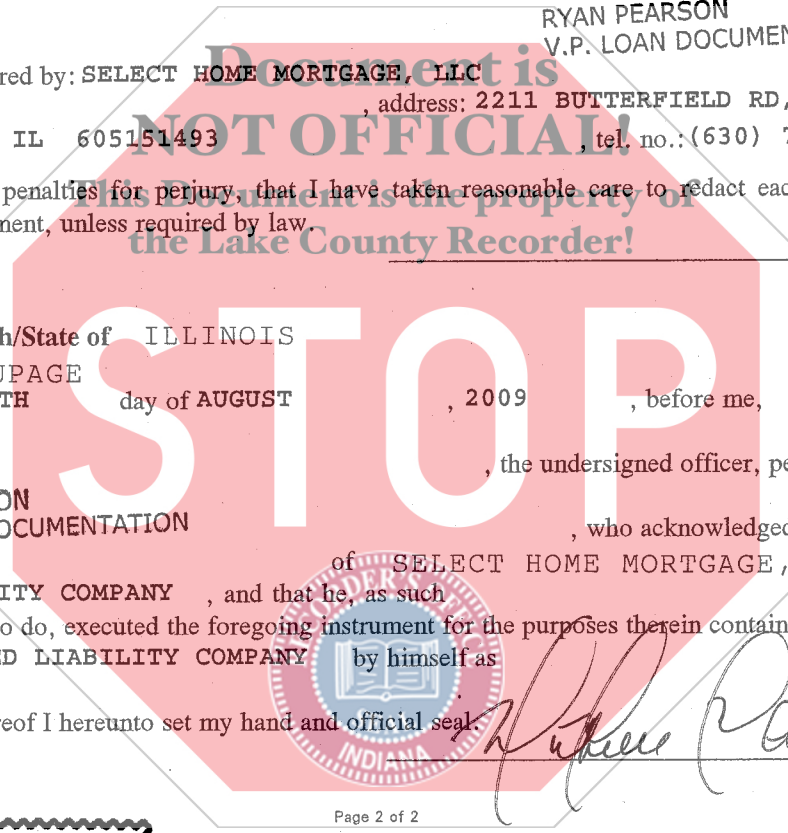 RYAN PEARSON
V.P. LOAN DOCUMEN
Document is
red by: SELECT HOME MORTGAGE, LLC
, address: 2211 BUTTERFIELD RD,
IL 605151493 , tel. no.:(630) 7
NOT OFFICIAL!
penalties for perjury, that I have taken reasonable care to redact eac
This Document is the property of
nent, unless required by law.
the Lake County Recorder!
h/State of ILLINOIS
UPAGE
TH day of AUGUST , 2009 , before me,
STOP
, the undersigned officer, pe
ON
OCUMENTATION , who acknowledged
of SELECT HOME MORTGAGE,
ITY COMPANY , and that he, as such
o do, executed the foregoing instrument for the purposes therein contain
ED LIABILITY COMPANY by himself as
reof I hereunto set my hand and official seal.
INDIANA
Page 2 of 2